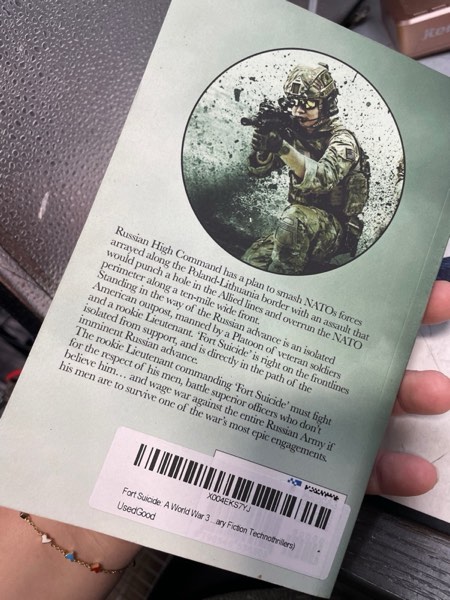 Russian High Command has a plan to smash NATOs forces
arrayed along the Poland-Lithuania border with an assault that
would punch a hole in the Allied lines and overrun the NATO
perimeter along a ten-mile wide front.
Standing in the way of the Russian advance is an isolated
American outpost, manned by a Platoon of veteran soldiers
and a rookie Lieutenant. 'Fort Suicide' is right on the frontlines
isolated from support, and is directly in the path of the
imminent Russian advance.
The rookie Lieutenant commanding 'Fort Suicide' must fight
for the respect of his men, battle superior officers who don't
believe him... and wage war against the entire Russian Army if
his men are to survive one of the war's most epic engagements.
X004EKS7YJ
Fort Suicide: A World War 3 ...ary Fiction Technothrillers)
UsedGood